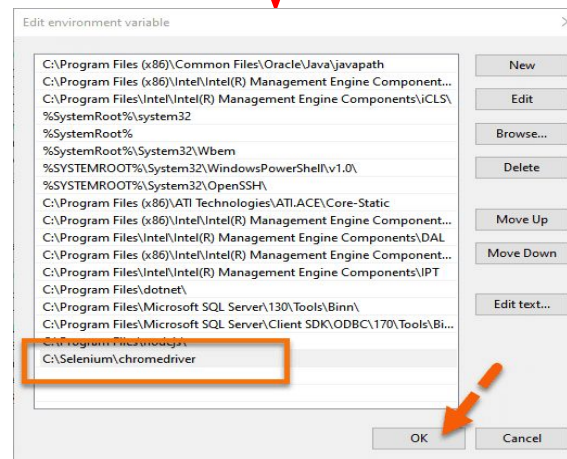 Edit environment variable
C:\Program Files (x86)\Common Files\Oracle\Java\javapath
C:\Program Files (x86)\Intel\Intel(R) Management Engine Component...
C:\Program Files\Intel\Intel(R) Management Engine Components\iCLS\
%SystemRoot%\system32
%SystemRoot%
%SystemRoot%\System32\Wbem
%SYSTEMROOT%\System32\WindowsPowerShell\v1.0\
%SYSTEMROOT%\System32\OpenSSH\
C:\Program Files (x86)\ATI Technologies\ATI.ACE\Core-Static
C:\Program Files (x86)\Intel\Intel(R) Management Engine Component...
C:\Program Files\Intel\Intel(R) Management Engine Components\DAL
C:\Program Files (x86)\Intel\Intel(R) Management Engine Component...
C:\Program Files\Intel\Intel(R) Management Engine Components\IPT
C:\Program Files\dotnet\
C:\Program Files\Microsoft SQL Server\130\Tools\Binn\
C:\Program Files\Microsoft SQL Server\Client SDK\ODBC\170\Tools\Bi...
C:\Program Files\nodejs\
C:\Selenium\chromedriver
New
Edit
Browse...
Delete
Move Up
Move Down
Edit text...
OK
Cancel